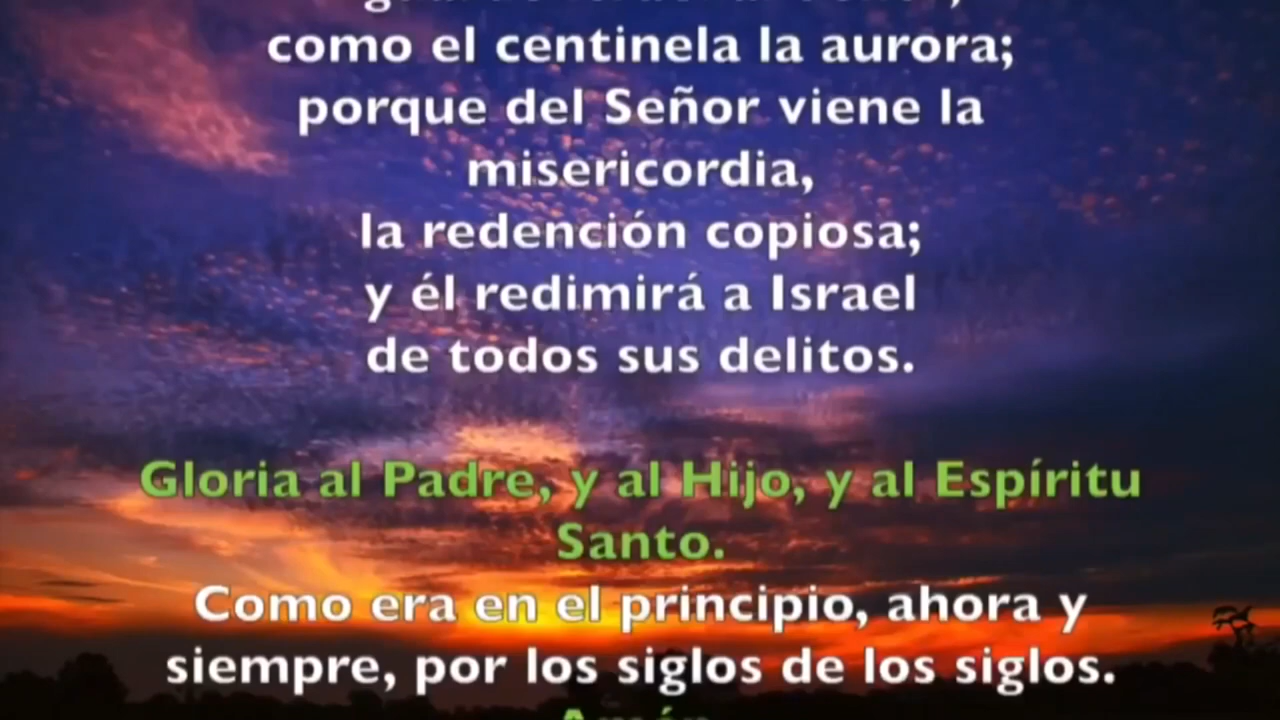 como el centinela la aurora;
porque del Señor viene la
misericordia,
la redención copiosa;
y él redimirá a Israel
de todos sus delitos.
Gloria al Padre, y al Hijo, y al Espíritu
Santo.
Como era en el principio, ahora y
siempre, por los siglos de los siglos.